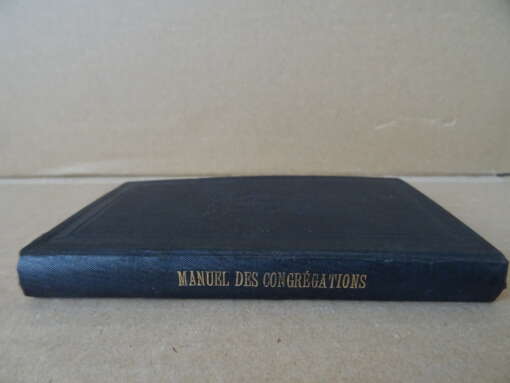 MANUEL DES CONGRÉGATIONS